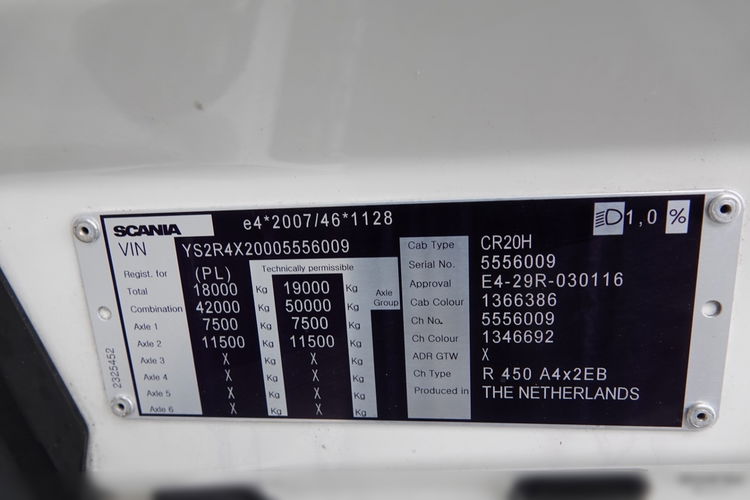 SCANIA e4*2007/46*1128 1,0 %
VIN YS2R4X20005556009
Regist. for (PL) Technically permissible
Total 18000 Kg 19000 Kg Axle Group
Combination 42000 Kg 50000 Kg
Axle 1 7500 Kg 7500 Kg
Axle 2 11500 Kg 11500 Kg
Axle 3 X Kg X Kg
Axle 4 X Kg X Kg
Axle 5 X Kg X Kg
Axle 6 X Kg X Kg
Cab Type CR20H
Serial No. 5556009
Approval E4-29R-030116
Cab Colour 1366386
Ch No. 5556009
Ch Colour 1346692
ADR GTW X
Ch Type R 450 A4x2EB
Produced in THE NETHERLANDS
2325452